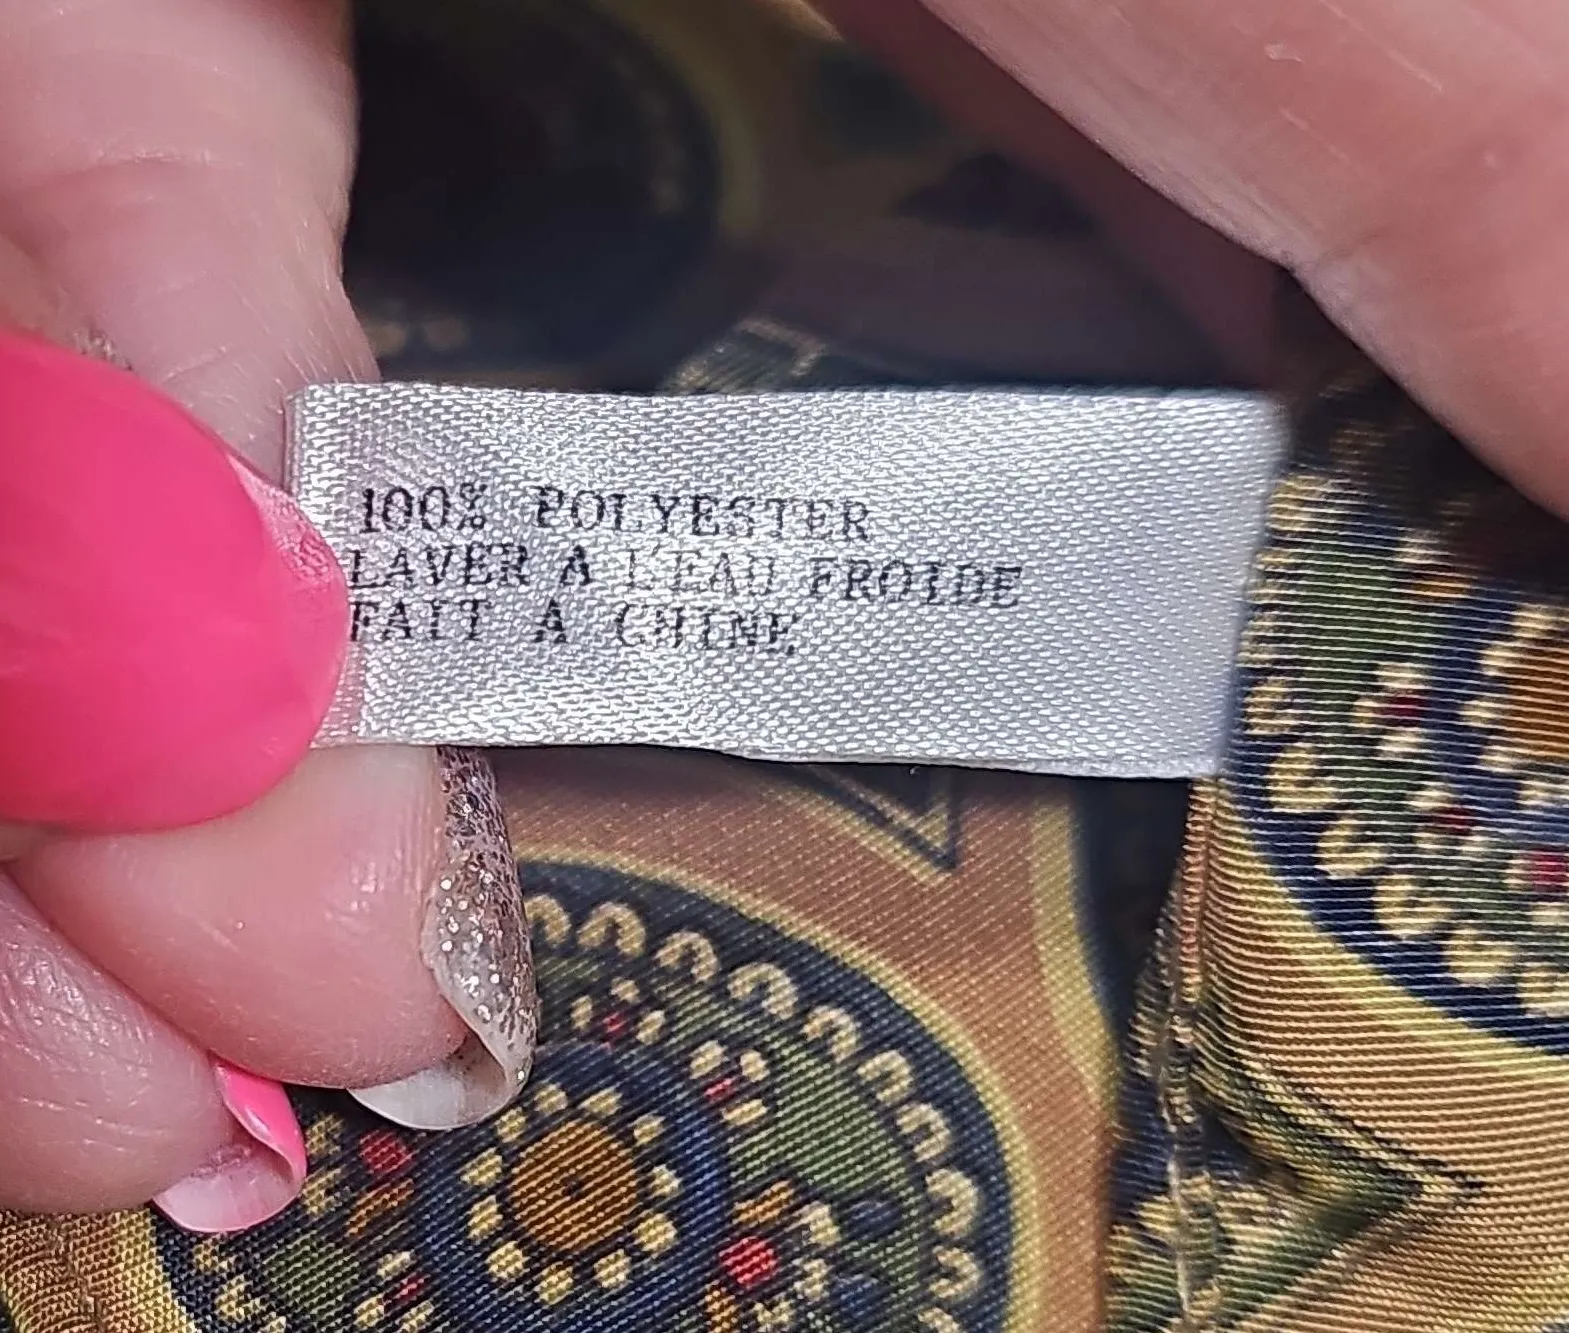 100% POLYESTER
LAVER A L'EAU FROIDE
FAIT A CHINE